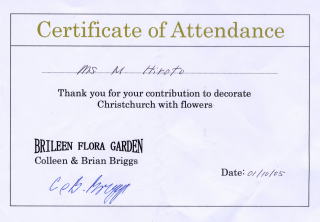 Certificate of Attendance
Ms M Hiroto
Thank you for your contribution to decorate
Christchurch with flowers
BRILEEN FLORA GARDEN
Colleen & Brian Briggs
C & B. Briggs
Date: 01/10/05